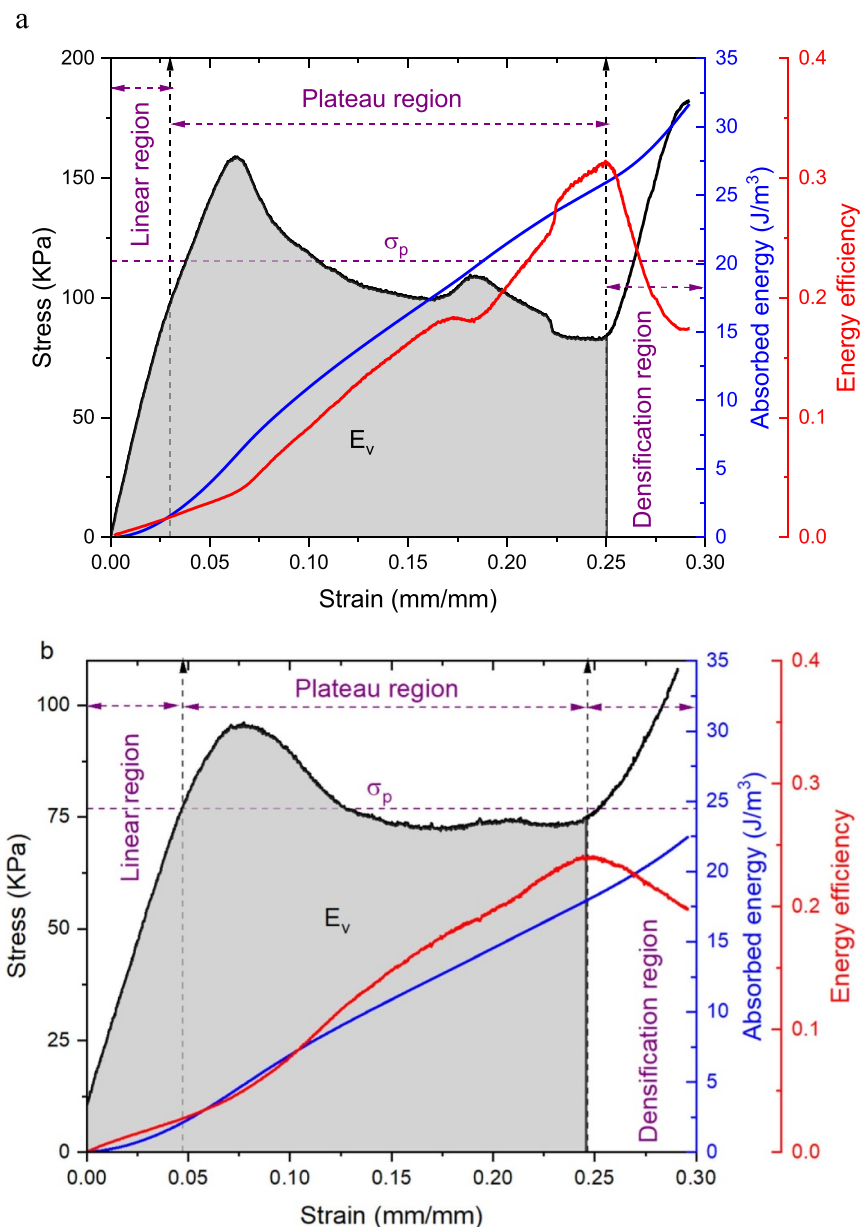 a
Plateau region
Linear region
σp
Ev
Densification region
200
150
100
50
0
Stress (KPa)
0.00 0.05 0.10 0.15 0.20 0.25 0.30
Strain (mm/mm)
35
30
25
20
15
10
5
0
Absorbed energy (J/m³)
0.4
0.3
0.2
0.1
0.0
Energy efficiency
b
Plateau region
Linear region
σp
Ev
Densification region
100
75
50
25
0
Stress (KPa)
0.00 0.05 0.10 0.15 0.20 0.25 0.30
Strain (mm/mm)
35
30
25
20
15
10
5
0
Absorbed energy (J/m³)
0.4
0.3
0.2
0.1
0.0
Energy efficiency